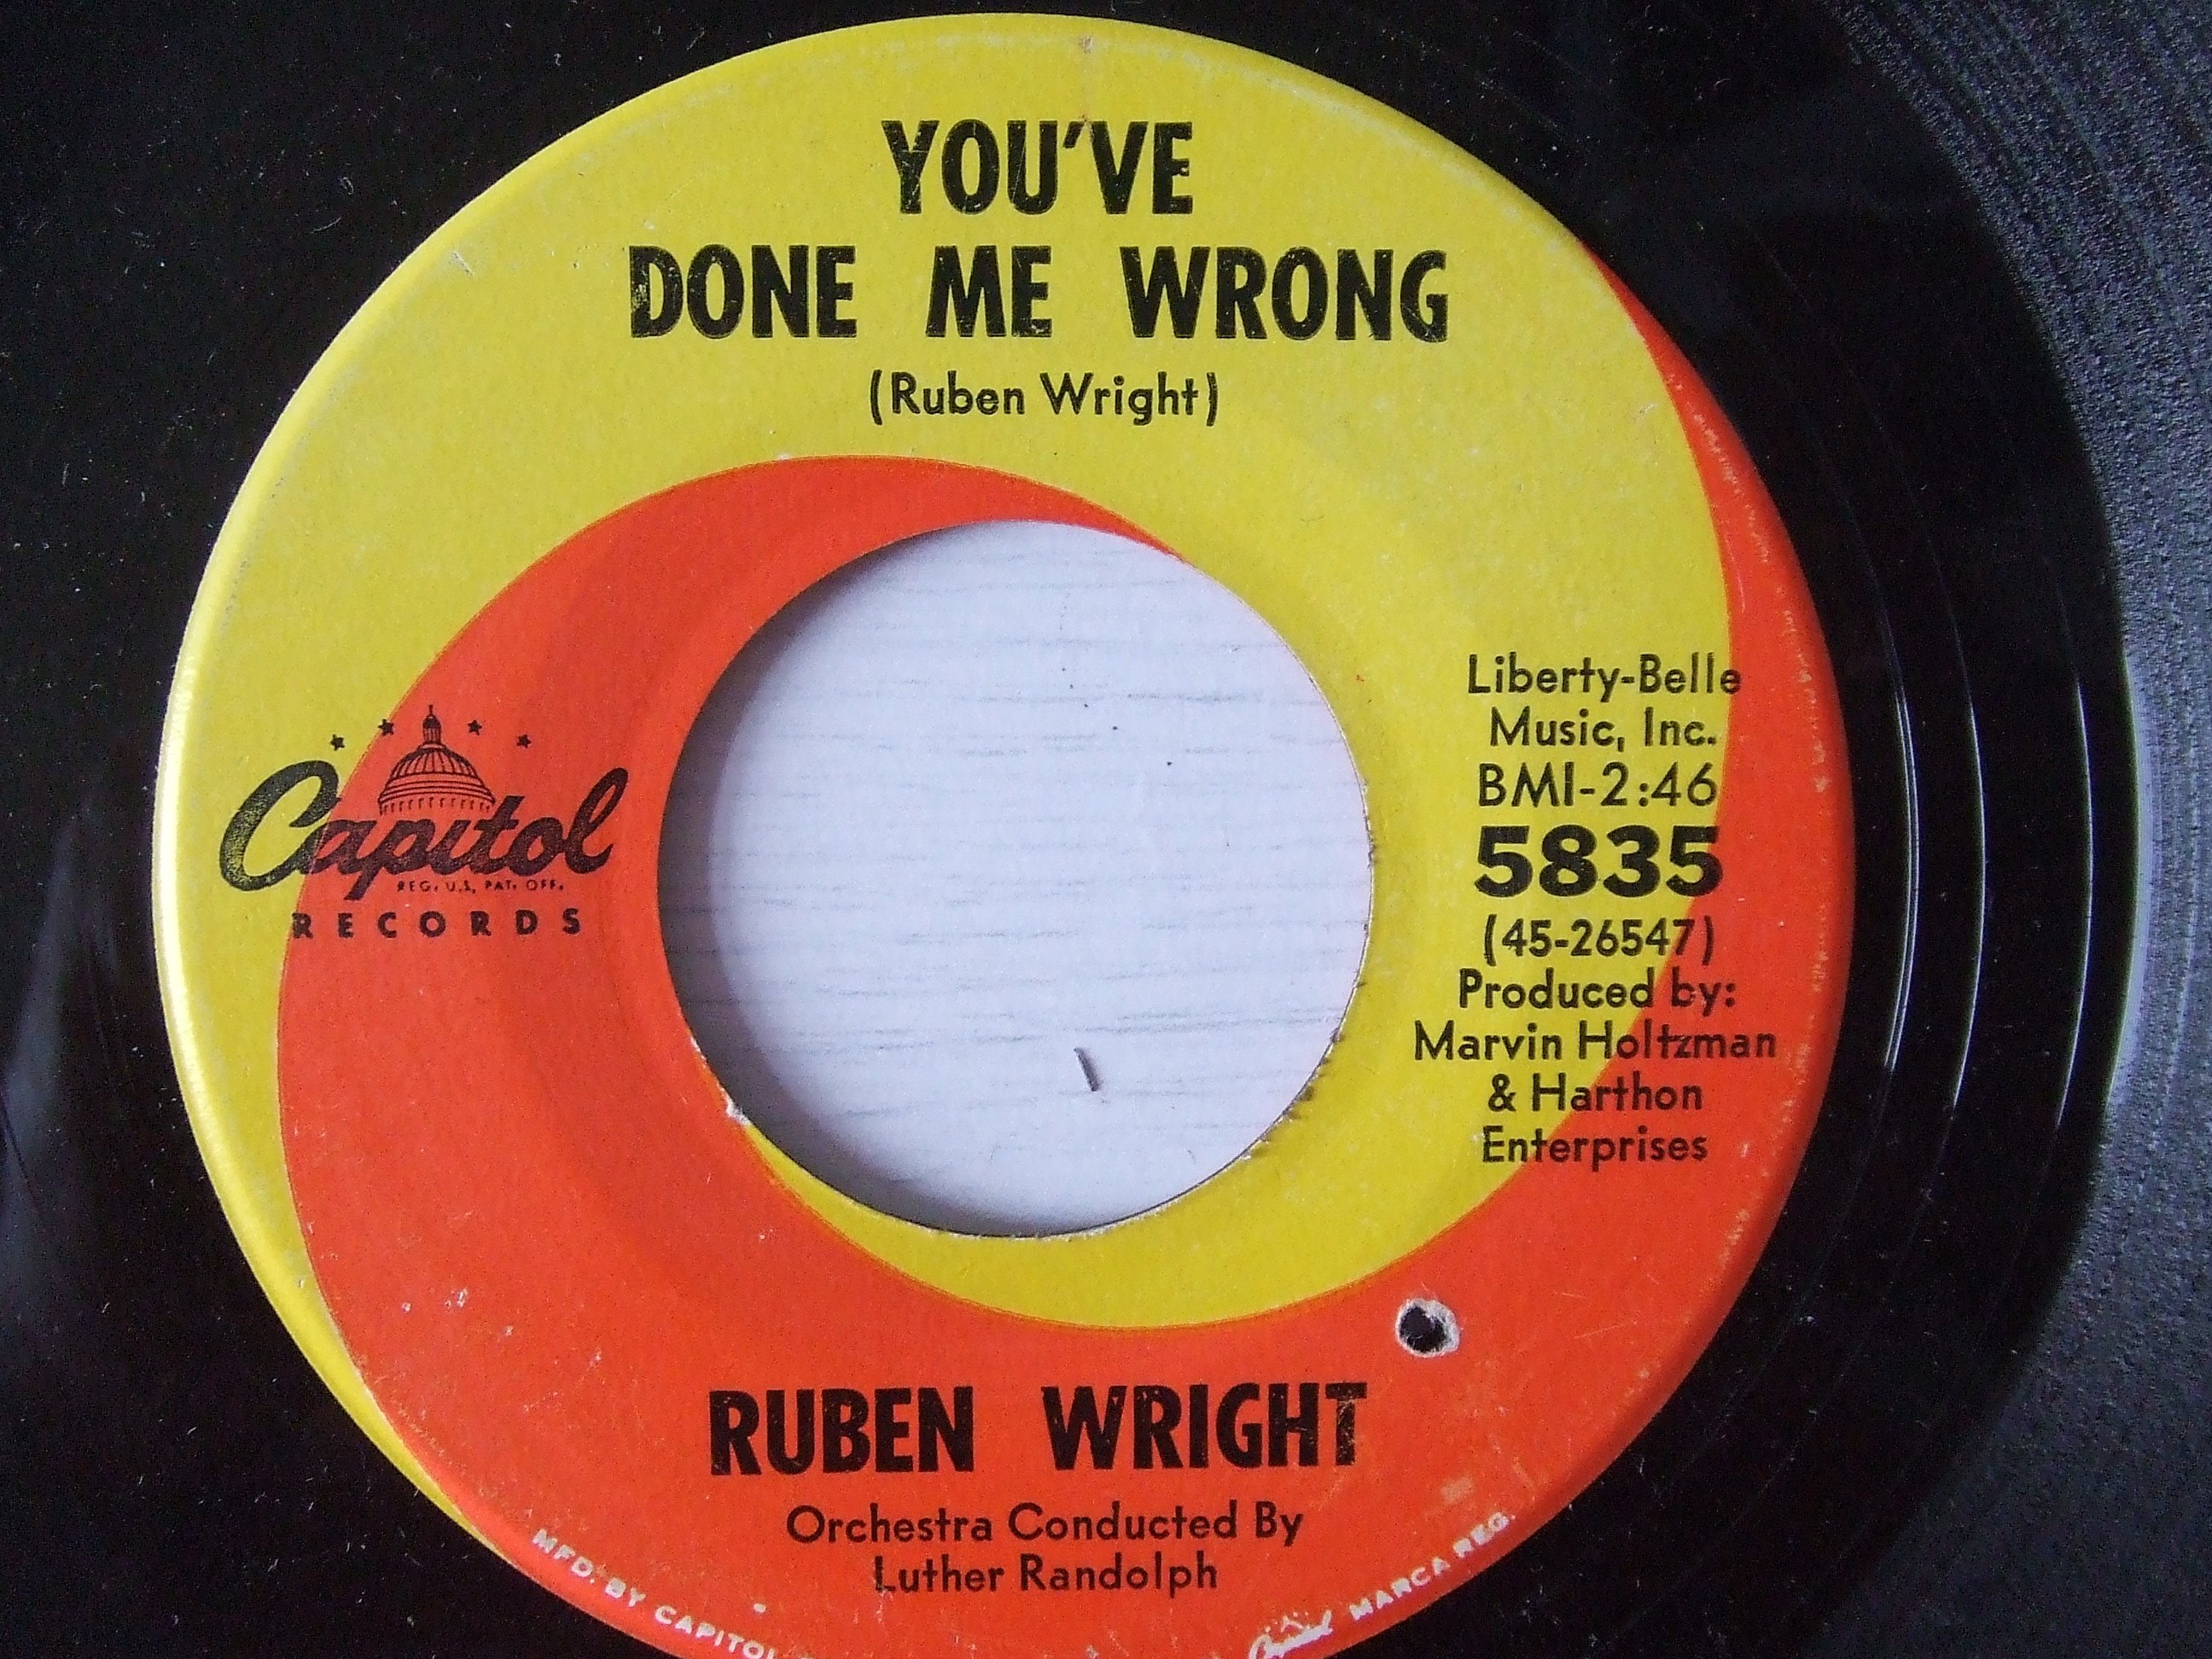 YOU'VE
DONE ME WRONG
(Ruben Wright)
Capitol
REG. U.S. PAT. OFF.
RECORDS
Liberty-Belle
Music, Inc.
BMI-2:46
5835
(45-26547)
Produced by:
Marvin Holtzman
& Harthon
Enterprises
RUBEN WRIGHT
Orchestra Conducted By
Luther Randolph
MFD. BY CAPITOL
Capitol MARCA REG.